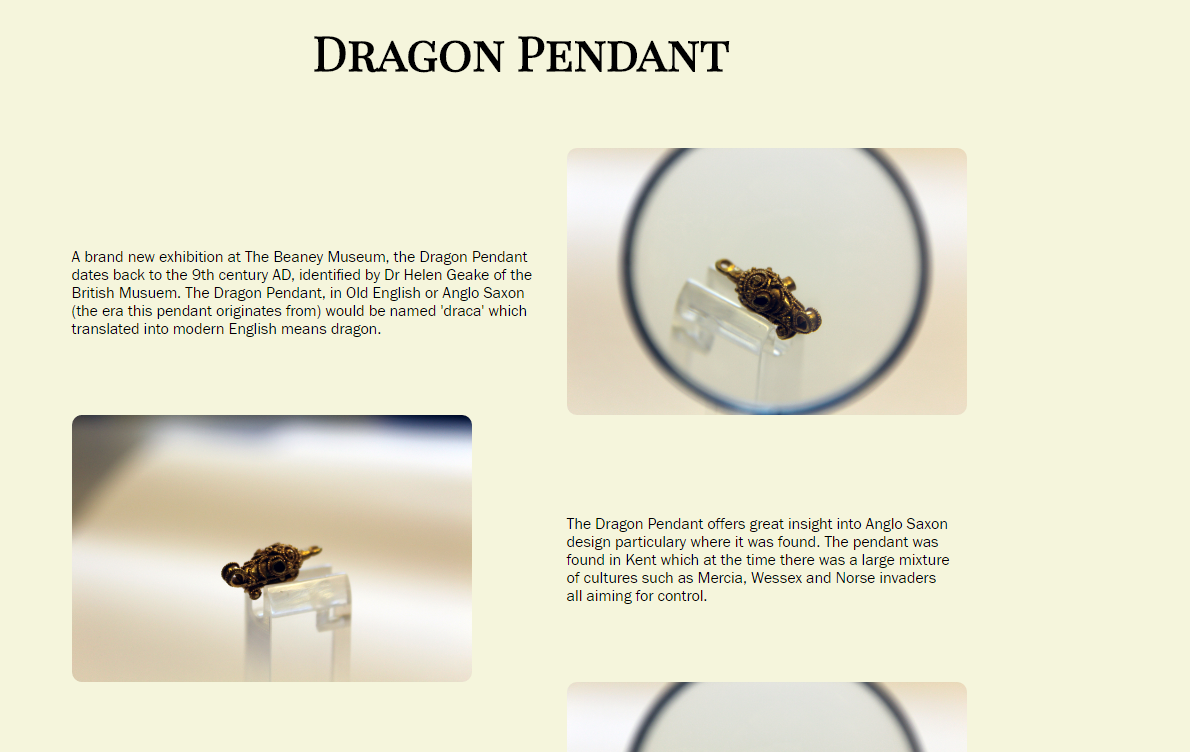 DRAGON PENDANT
A brand new exhibition at The Beaney Museum, the Dragon Pendant
dates back to the 9th century AD, identified by Dr Helen Geake of the
British Musuem. The Dragon Pendant, in Old English or Anglo Saxon
(the era this pendant originates from) would be named 'draca' which
translated into modern English means dragon.
The Dragon Pendant offers great insight into Anglo Saxon
design particulary where it was found. The pendant was
found in Kent which at the time there was a large mixture
of cultures such as Mercia, Wessex and Norse invaders
all aiming for control.